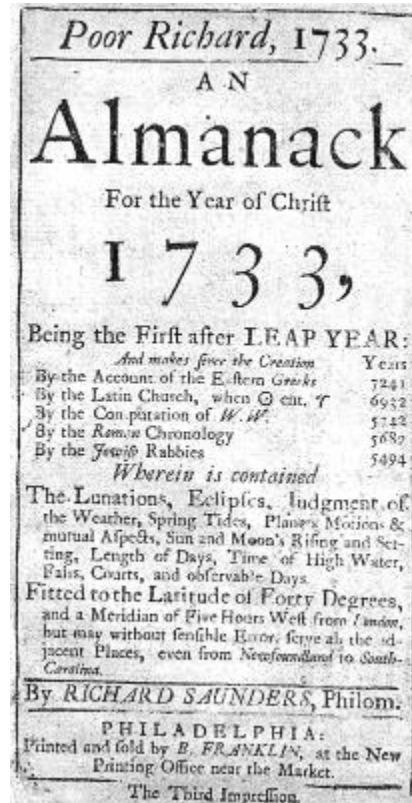 Poor Richard, 1733.
AN
Almanack
For the Year of Chriſt
1733,
Being the Firſt after LEAP YEAR:
And makes ſince the Creation Years
By the Account of the Eaſtern Greeks 7241
By the Latin Church, when ☉ ent. ♈ 6932
By the Computation of W.W. 5742
By the Roman Chronology 5682
By the Jewiſh Rabbies 5494
Wherein is contained
The Lunations, Eclipſes, Judgment of
the Weather, Spring Tides, Planets Motions &
mutual Aſpects, Sun and Moon's Riſing and Set-
ting, Length of Days, Time of High Water,
Fairs, Courts, and obſervable Days.
Fitted to the Latitude of Forty Degrees,
and a Meridian of Five Hours Weſt from London,
but may without ſenſible Error, ſerve all the ad-
jacent Places, even from Newfoundland to South-
Carolina.
By RICHARD SAUNDERS, Philom.
PHILADELPHIA:
Printed and ſold by B. FRANKLIN, at the New
Printing Office near the Market.
The Third Impreſſion.